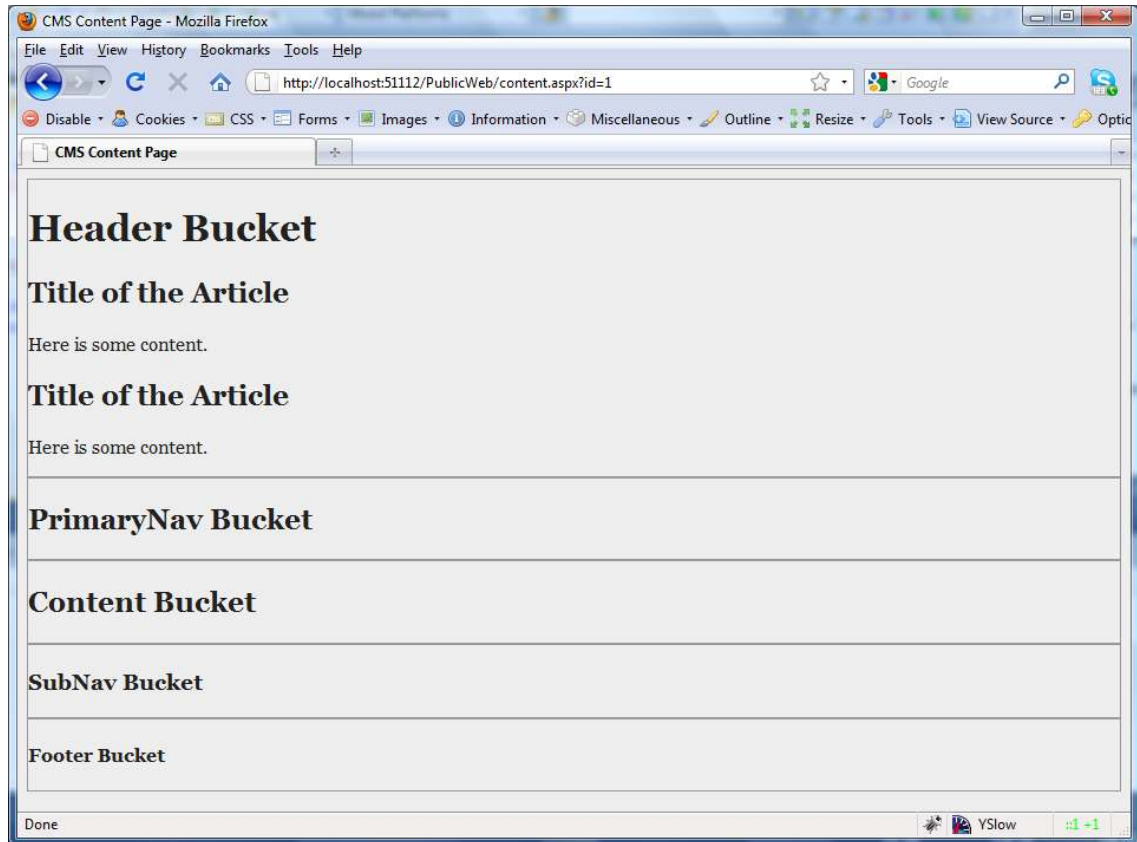 CMS Content Page - Mozilla Firefox
File Edit View History Bookmarks Tools Help
http://localhost:51112/PublicWeb/content.aspx?id=1 Google
Disable Cookies CSS Forms Images Information Miscellaneous Outline Resize Tools View Source Optic
CMS Content Page
Header Bucket
Title of the Article
Here is some content.
Title of the Article
Here is some content.
PrimaryNav Bucket
Content Bucket
SubNav Bucket
Footer Bucket
Done YSlow ::1 +1